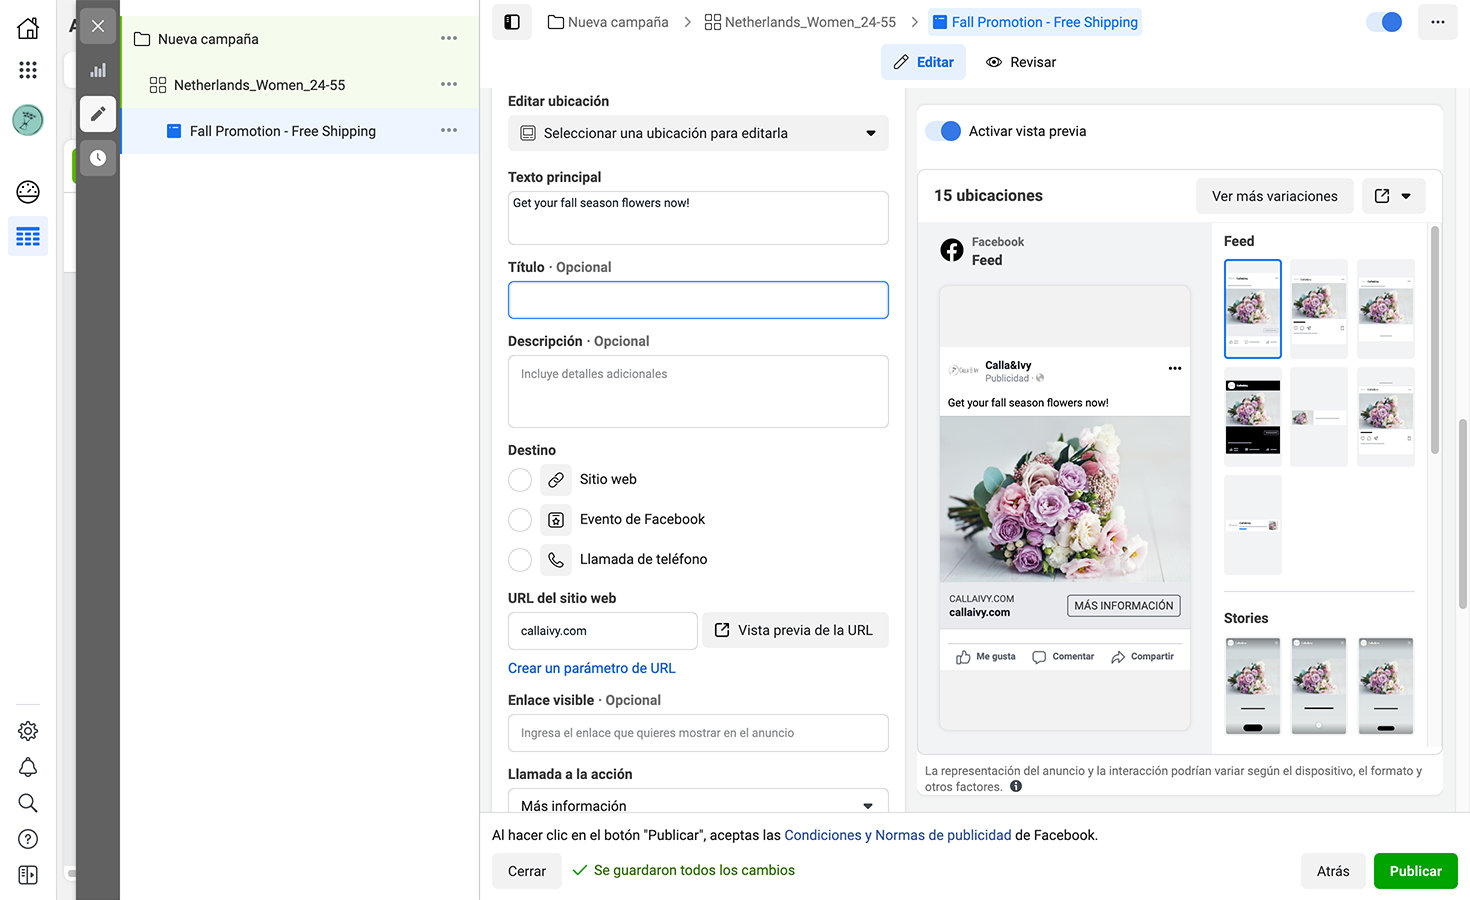 Nueva campaña
Netherlands_Women_24-55
Fall Promotion - Free Shipping
Nueva campaña
Netherlands_Women_24-55
Fall Promotion - Free Shipping
Editar
Revisar
Editar ubicación
Seleccionar una ubicación para editarla
Texto principal
Get your fall season flowers now!
Título · Opcional
Descripción · Opcional
Incluye detalles adicionales
Destino
Sitio web
Evento de Facebook
Llamada de teléfono
URL del sitio web
callaivy.com
Vista previa de la URL
Crear un parámetro de URL
Enlace visible · Opcional
Ingresa el enlace que quieres mostrar en el anuncio
Llamada a la acción
Más información
Activar vista previa
15 ubicaciones
Ver más variaciones
Facebook
Feed
Calla&Ivy
Publicidad ·
Get your fall season flowers now!
CALLAIVY.COM
callaivy.com
MÁS INFORMACIÓN
Me gusta
Comentar
Compartir
Feed
Stories
La representación del anuncio y la interacción podrían variar según el dispositivo, el formato y
otros factores.
Al hacer clic en el botón "Publicar", aceptas las Condiciones y Normas de publicidad de Facebook.
Cerrar
Se guardaron todos los cambios
Atrás
Publicar